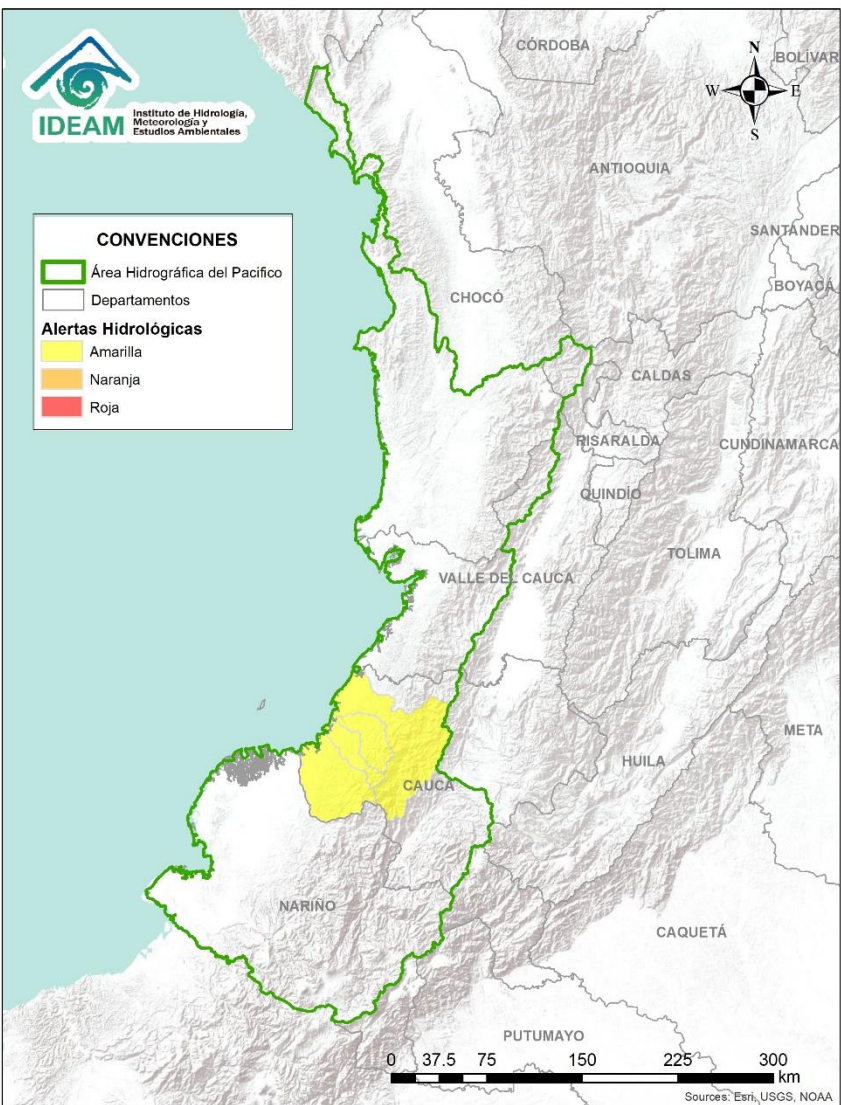 IDEAM
Instituto de Hidrología,
Meteorología y
Estudios Ambientales
N
W
E
S
CONVENCIONES
Área Hidrográfica del Pacifico
Departamentos
Alertas Hidrológicas
Amarilla
Naranja
Roja
CÓRDOBA
BOLÍVAR
ANTIOQUIA
SANTANDER
BOYACÁ
CHOCÓ
CALDAS
RISARALDA
CUNDINAMARCA
QUINDÍO
TOLIMA
VALLE DEL CAUCA
META
HUILA
CAUCA
NARIÑO
CAQUETÁ
PUTUMAYO
0 37.5 75 150 225 300
km
Sources: Esri, USGS, NOAA